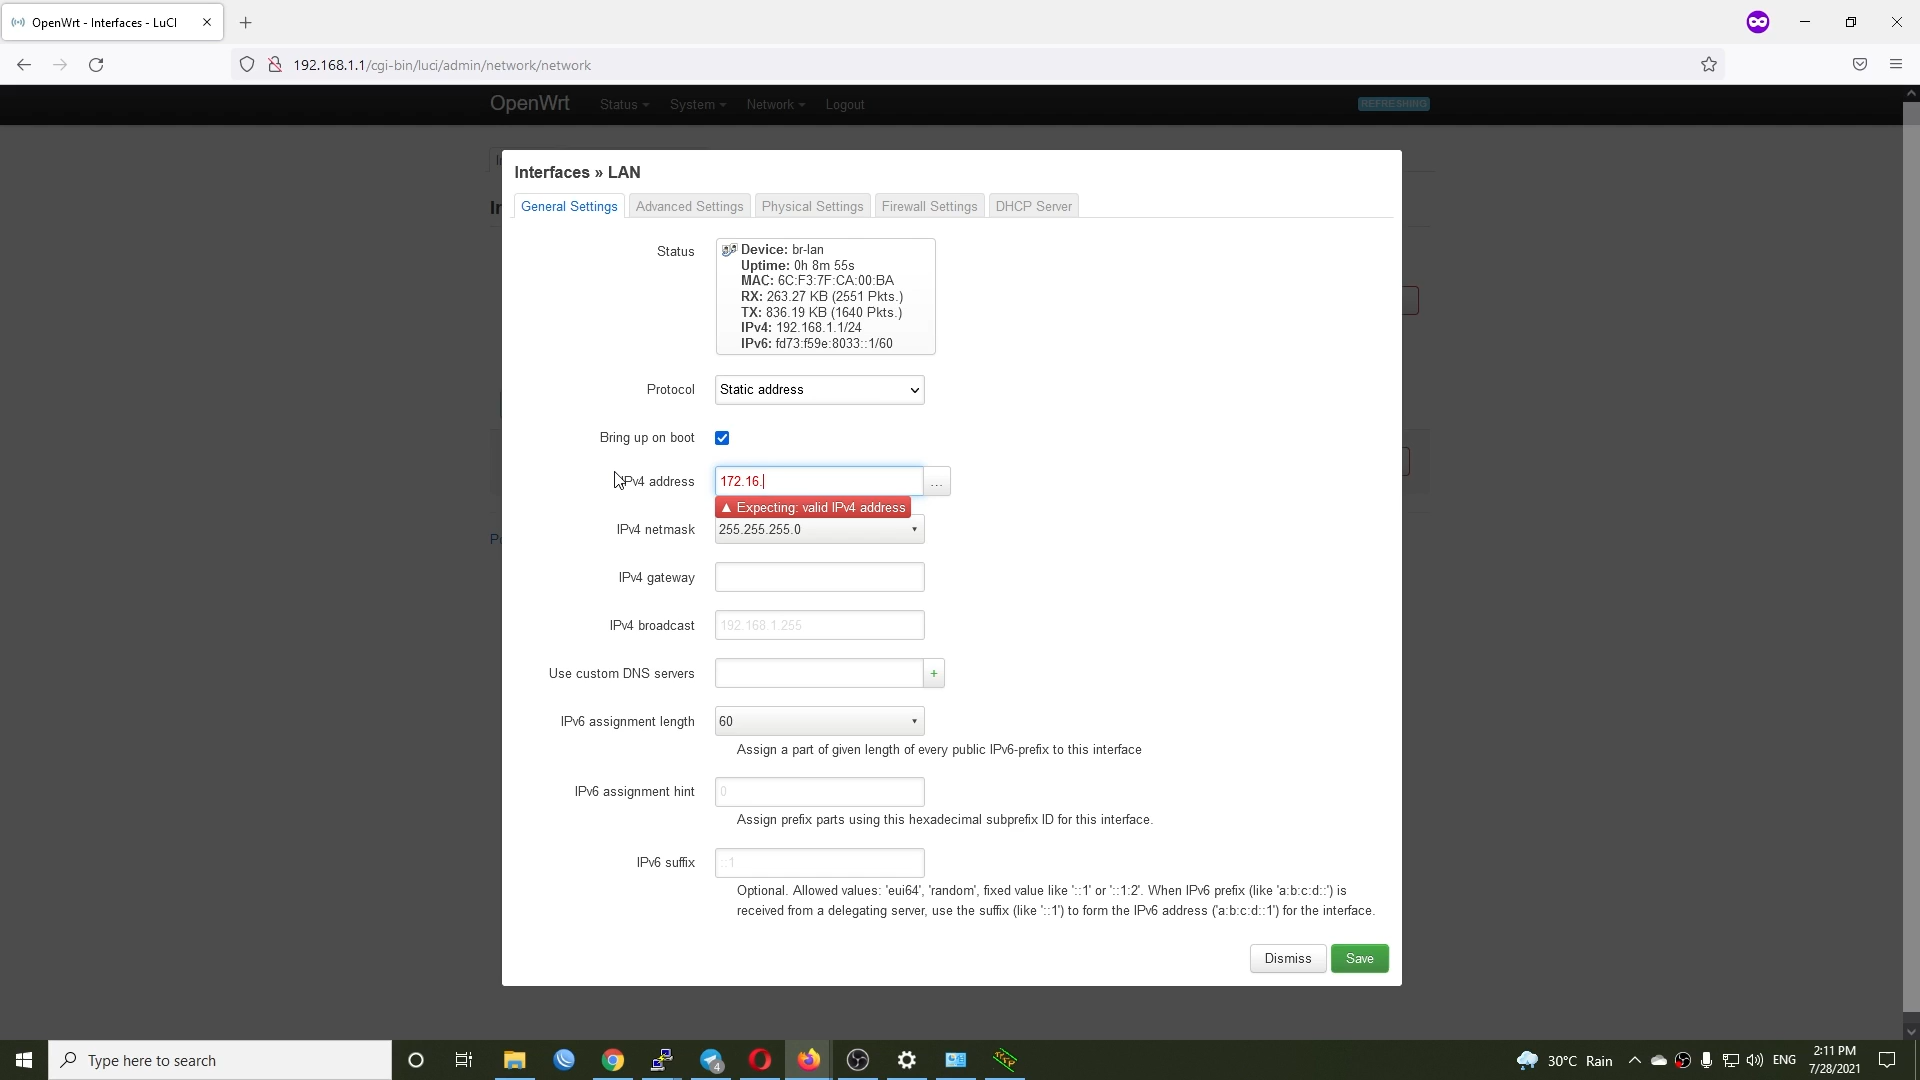 OpenWrt - Interfaces - LuCI
192.168.1.1/cgi-bin/luci/admin/network/network
OpenWrt Status System Network Logout REFRESHING
Interfaces » LAN
General Settings Advanced Settings Physical Settings Firewall Settings DHCP Server
Status
Device: br-lan
Uptime: 0h 8m 55s
MAC: 6C:F3:7F:CA:00:BA
RX: 263.27 KB (2551 Pkts.)
TX: 836.19 KB (1640 Pkts.)
IPv4: 192.168.1.1/24
IPv6: fd73:f59e:8033::1/60
Protocol Static address
Bring up on boot
IPv4 address 172.16. ...
Expecting: valid IPv4 address
IPv4 netmask 255.255.255.0
IPv4 gateway
IPv4 broadcast 192.168.1.255
Use custom DNS servers +
IPv6 assignment length 60
Assign a part of given length of every public IPv6-prefix to this interface
IPv6 assignment hint 0
Assign prefix parts using this hexadecimal subprefix ID for this interface.
IPv6 suffix ::1
Optional. Allowed values: 'eui64', 'random', fixed value like '::1' or '::1:2'. When IPv6 prefix (like 'a:b:c:d::') is
received from a delegating server, use the suffix (like '::1') to form the IPv6 address ('a:b:c:d::1') for the interface.
Dismiss Save
Type here to search
4
30°C Rain
ENG
2:11 PM
7/28/2021